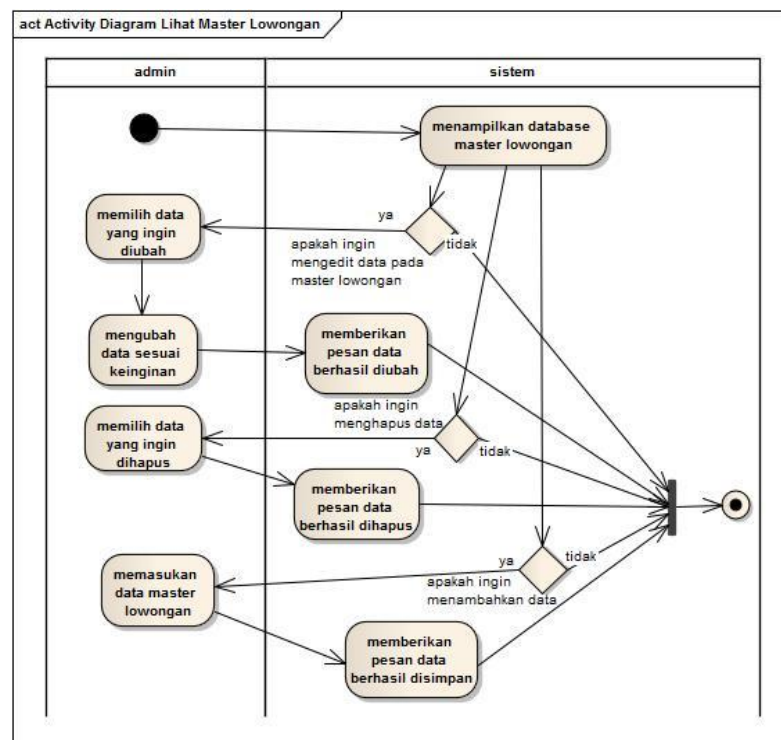 act Activity Diagram Lihat Master Lowongan
admin
sistem
menampilkan database
master lowongan
memilih data
yang ingin
diubah
ya
tidak
apakah ingin
mengedit data pada
master lowongan
mengubah
data sesuai
keinginan
memberikan
pesan data
berhasil diubah
apakah ingin
menghapus data
memilih data
yang ingin
dihapus
ya
tidak
memberikan
pesan data
berhasil dihapus
ya
tidak
apakah ingin
menambahkan data
memasukan
data master
lowongan
memberikan
pesan data
berhasil disimpan